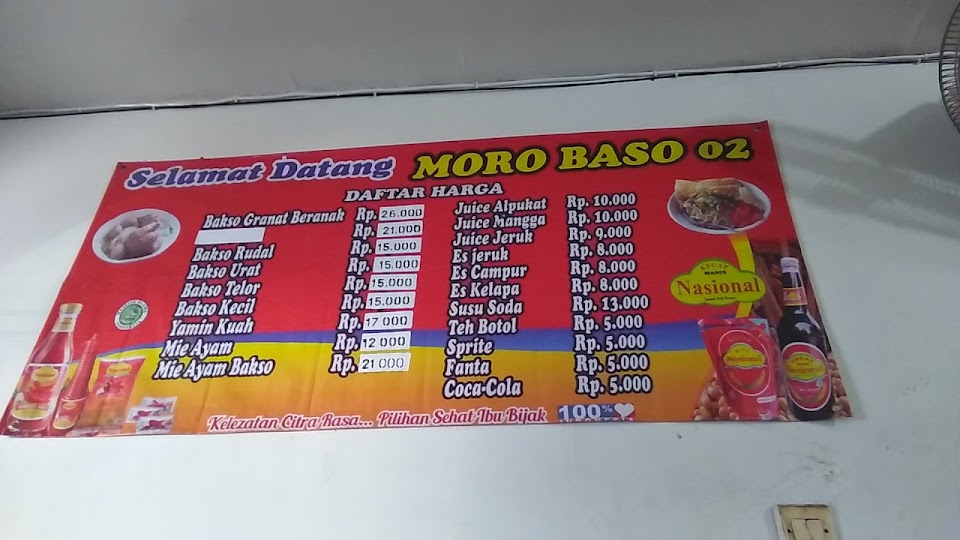 Selamat Datang MORO BASO 02
DAFTAR HARGA
Bakso Granat Beranak Rp. 26.000
Rp. 21.000
Bakso Rudal Rp. 15.000
Bakso Urat Rp. 15.000
Bakso Telor Rp. 15.000
Bakso Kecil Rp. 15.000
Yamin Kuah Rp. 17 000
Mie Ayam Rp. 12 000
Mie Ayam Bakso Rp. 21 000
Juice Alpukat Rp. 10.000
Juice Mangga Rp. 10.000
Juice Jeruk Rp. 9.000
Es jeruk Rp. 8.000
Es Campur Rp. 8.000
Es Kelapa Rp. 8.000
Susu Soda Rp. 13.000
Teh Botol Rp. 5.000
Sprite Rp. 5.000
Fanta Rp. 5.000
Coca-Cola Rp. 5.000
KECAP
MANIS
Nasional
Nasional
Nasional
Kelezatan Citra Rasa... Pilihan Sehat Ibu Bijak
100%